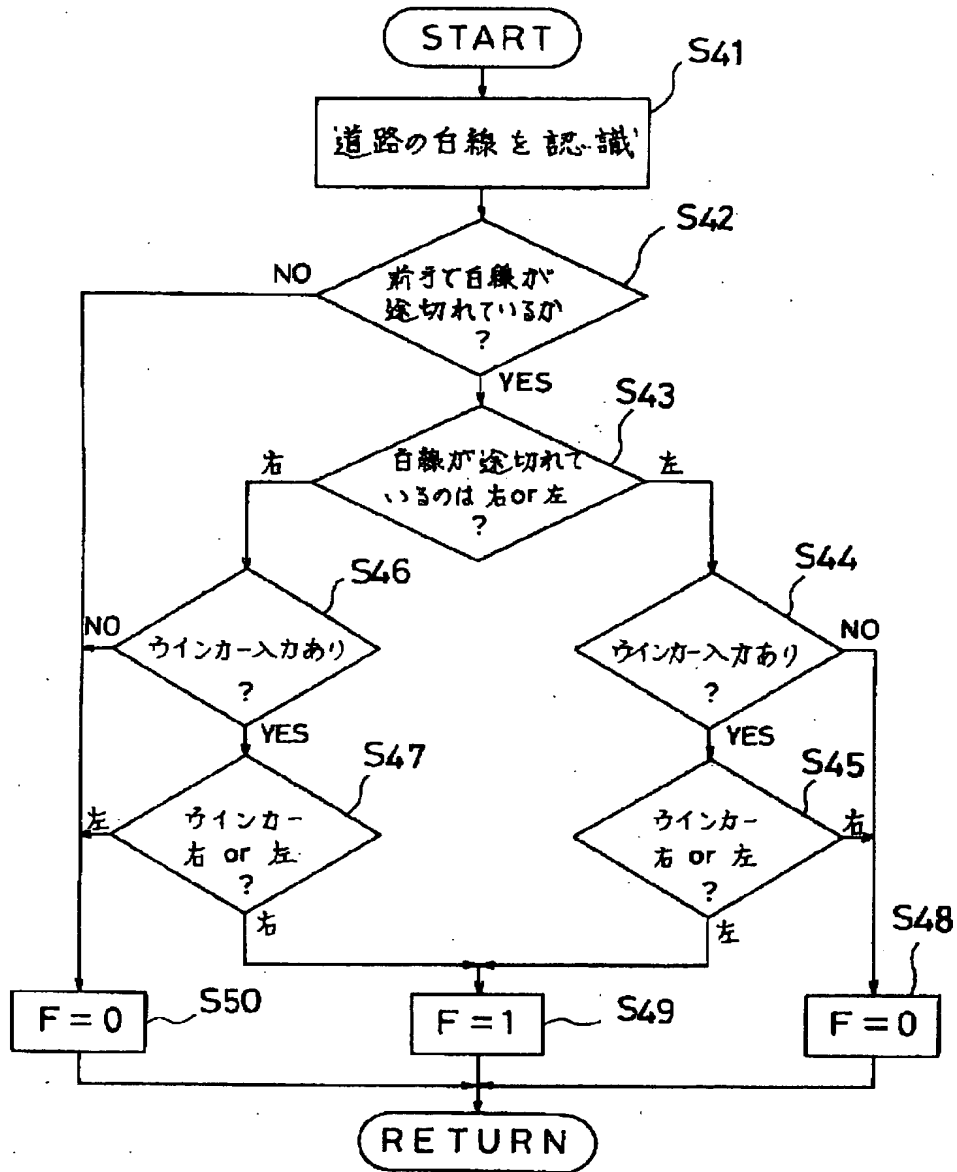 START
S41
道路の白線を認識
S42
NO
前方で白線が
途切れているか
?
YES
S43
右
白線が途切れて
左
いるのは右or左
?
S46
S44
NO
ウインカー入力あり
?
ウインカー入力あり
?
NO
YES
YES
S47
S45
左
ウインカー
右 or 左
?
ウインカー
右 or 左
?
右
右
左
S48
F=0
S50
F=1
S49
F=0
RETURN